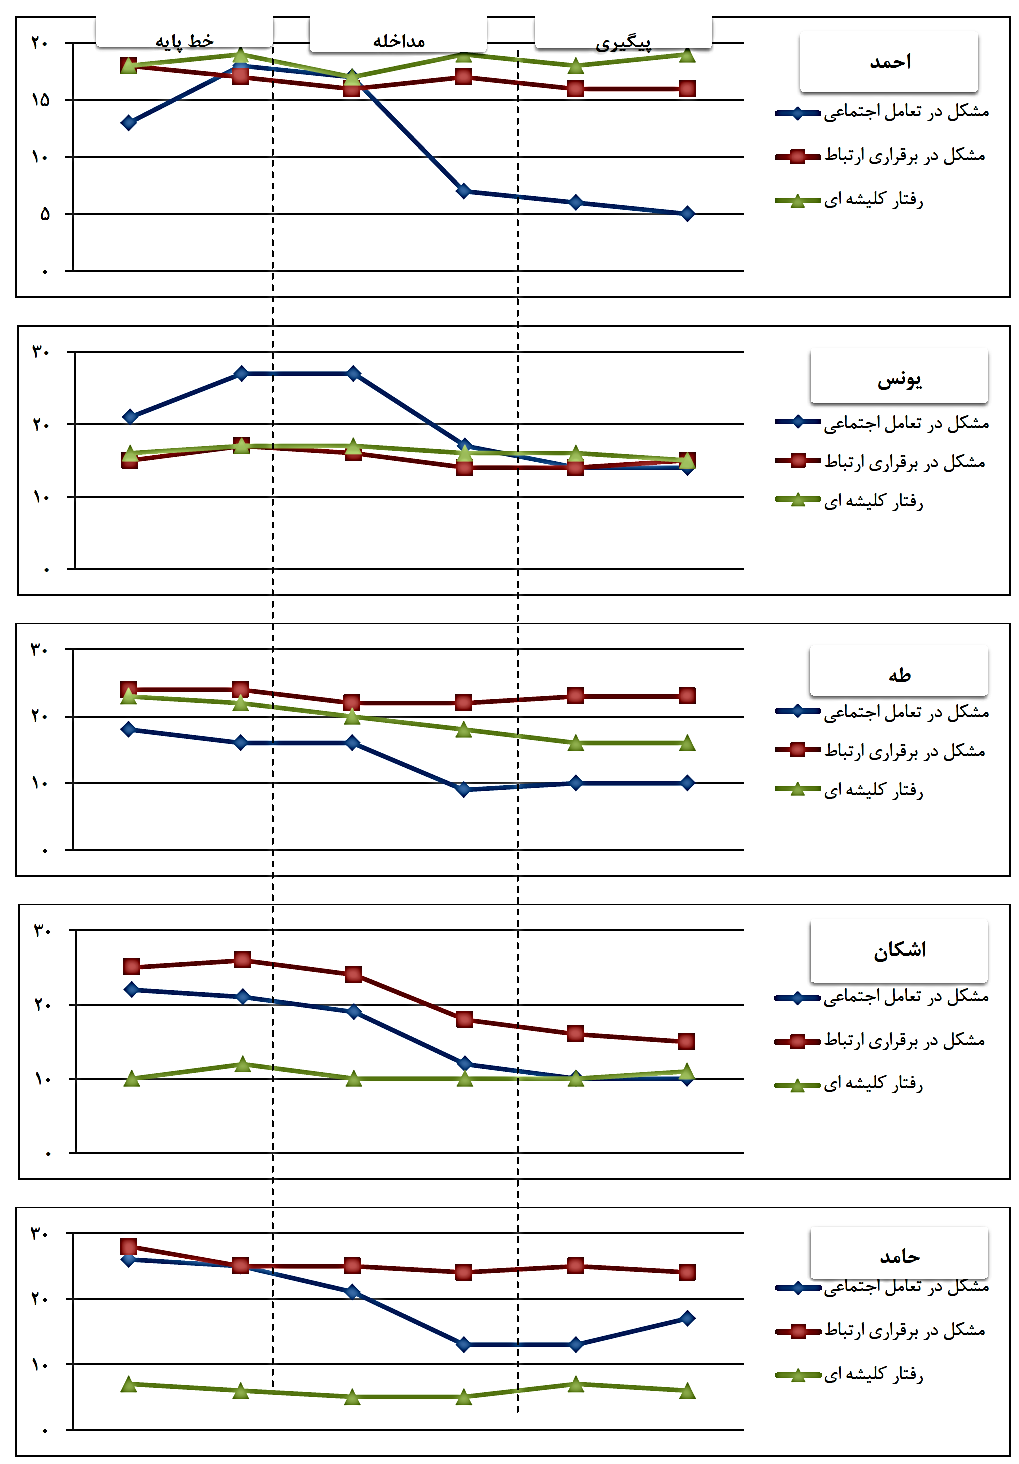 خط پایه
مداخله
پیگیری
۲۰
۱۵
۱۰
۵
۰
احمد
مشکل در تعامل اجتماعی
مشکل در برقراری ارتباط
رفتار کلیشه ای
۳۰
۲۰
۱۰
۰
یونس
مشکل در تعامل اجتماعی
مشکل در برقراری ارتباط
رفتار کلیشه ای
۳۰
۲۰
۱۰
۰
طه
مشکل در تعامل اجتماعی
مشکل در برقراری ارتباط
رفتار کلیشه ای
۳۰
۲۰
۱۰
۰
اشکان
مشکل در تعامل اجتماعی
مشکل در برقراری ارتباط
رفتار کلیشه ای
۳۰
۲۰
۱۰
۰
حامد
مشکل در تعامل اجتماعی
مشکل در برقراری ارتباط
رفتار کلیشه ای